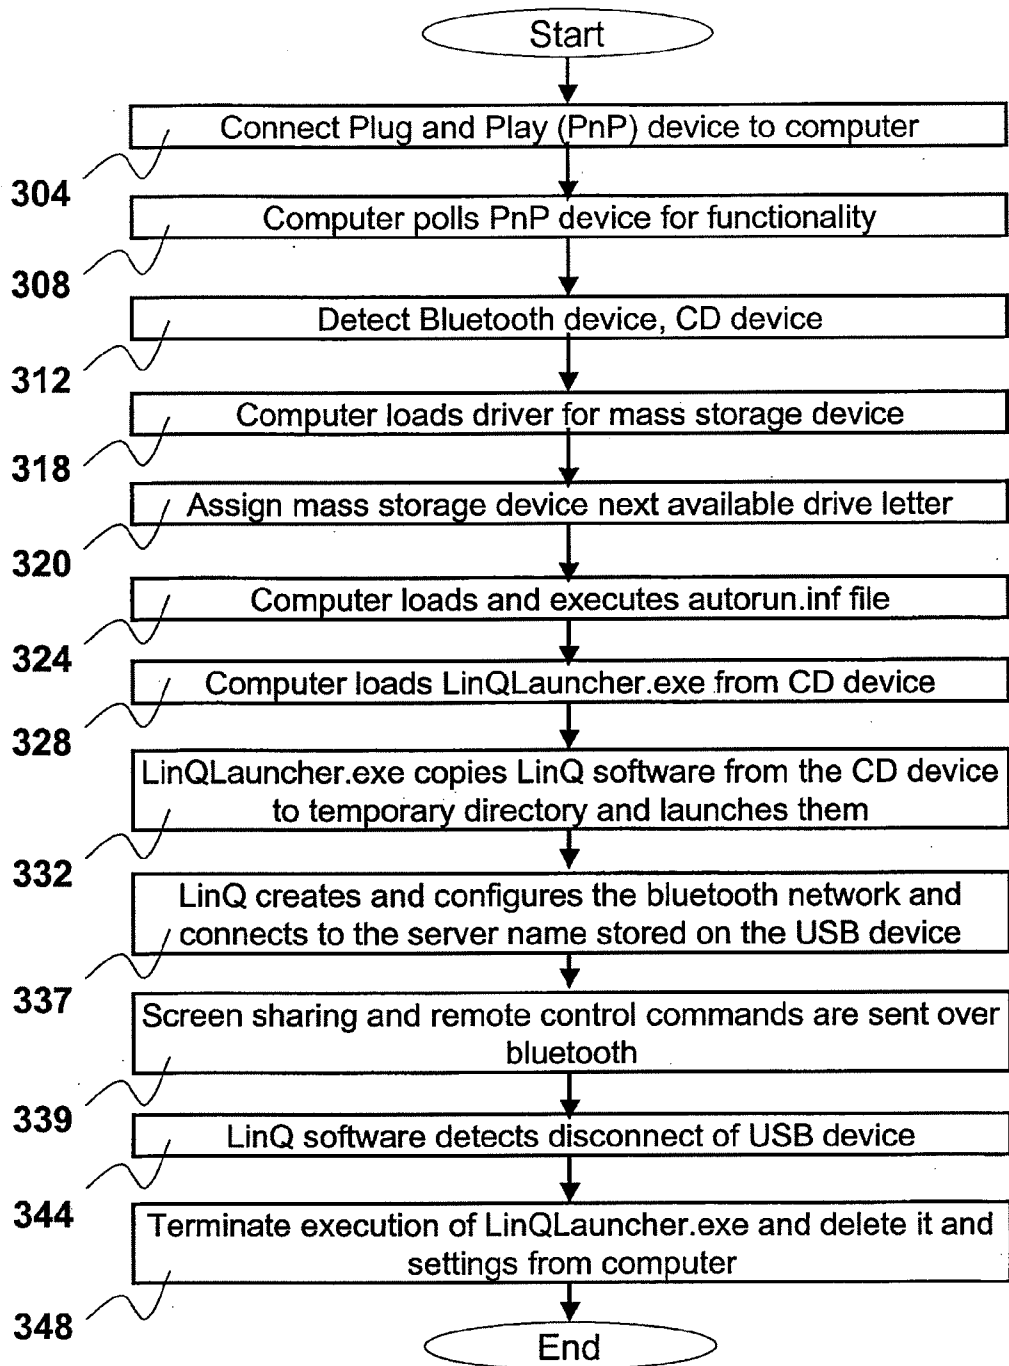 Start
Connect Plug and Play (PnP) device to computer
304
Computer polls PnP device for functionality
308
Detect Bluetooth device, CD device
312
Computer loads driver for mass storage device
318
Assign mass storage device next available drive letter
320
Computer loads and executes autorun.inf file
324
Computer loads LinQLauncher.exe from CD device
328
LinQLauncher.exe copies LinQ software from the CD device
to temporary directory and launches them
332
LinQ creates and configures the bluetooth network and
connects to the server name stored on the USB device
337
Screen sharing and remote control commands are sent over
bluetooth
339
LinQ software detects disconnect of USB device
344
Terminate execution of LinQLauncher.exe and delete it and
settings from computer
348
End